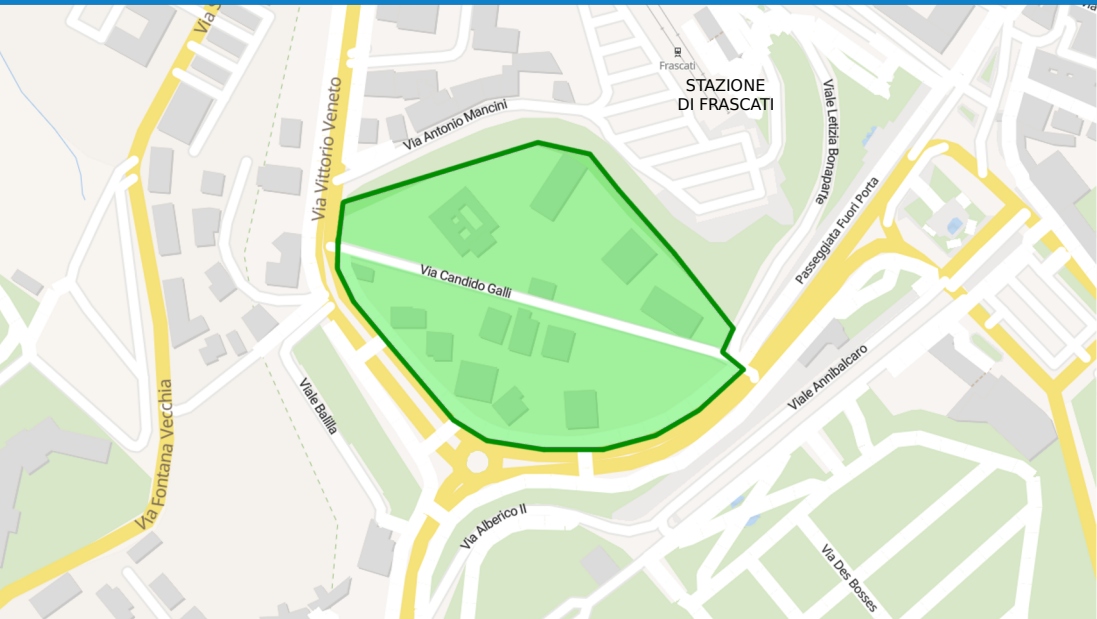 Via S
Via Vittorio Veneto
Via Antonio Mancini
Frascati
STAZIONE
DI FRASCATI
Viale Letizia Bonaparte
Passeggiata Fuori Porta
Via Candido Galli
Viale Annibalcaro
Viale Balilla
Via Fontana Vecchia
Via Alberico II
Via Des Bosses